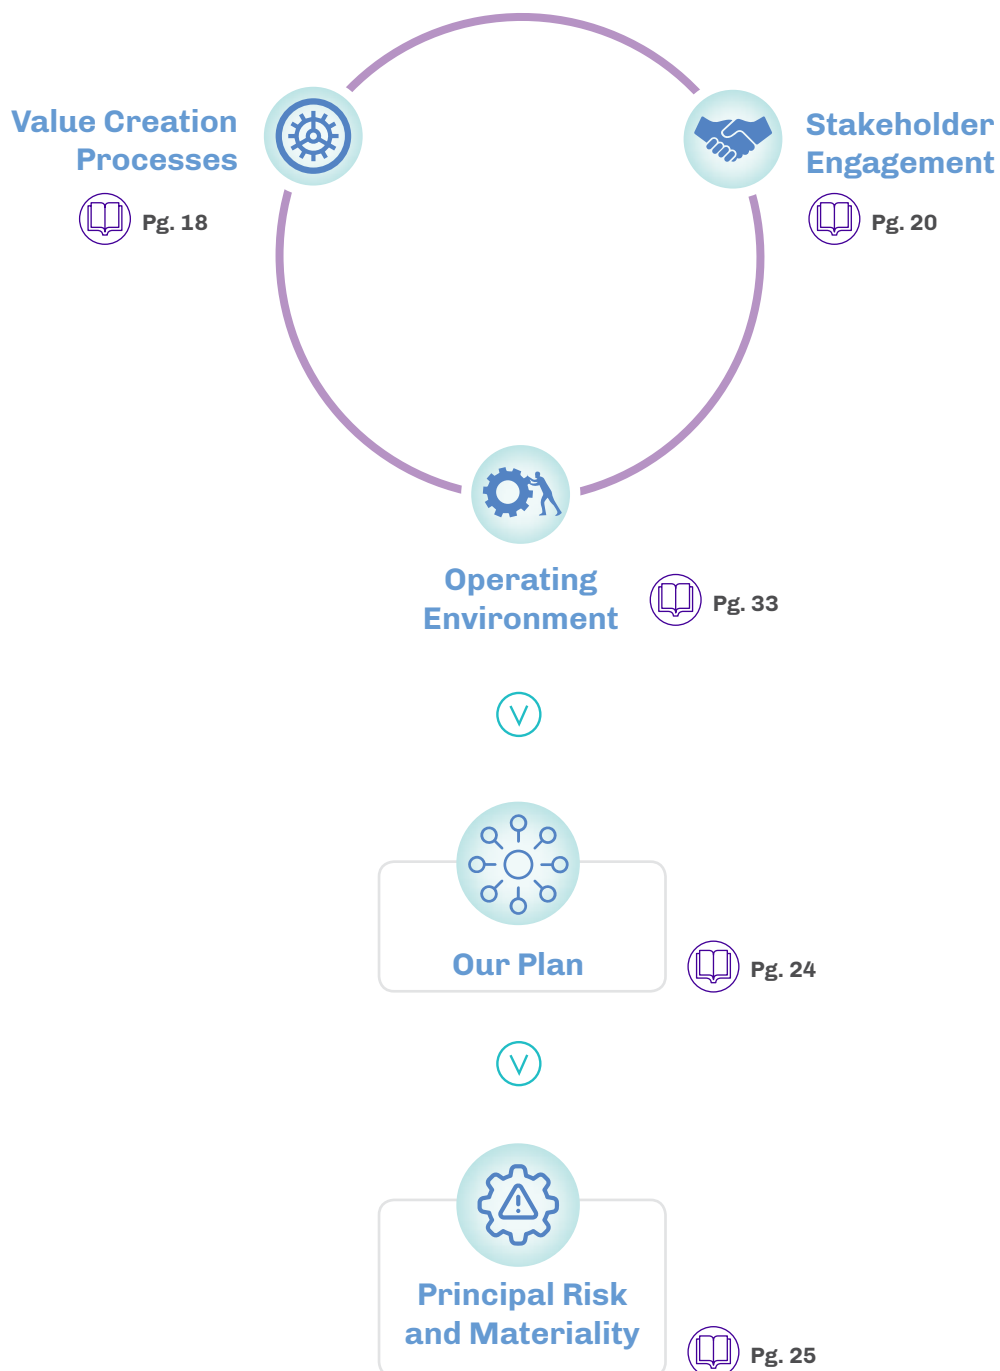 Value Creation
Processes
Pg. 18
Stakeholder
Engagement
Pg. 20
Operating
Environment
Pg. 33
Our Plan
Pg. 24
Principal Risk
and Materiality
Pg. 25